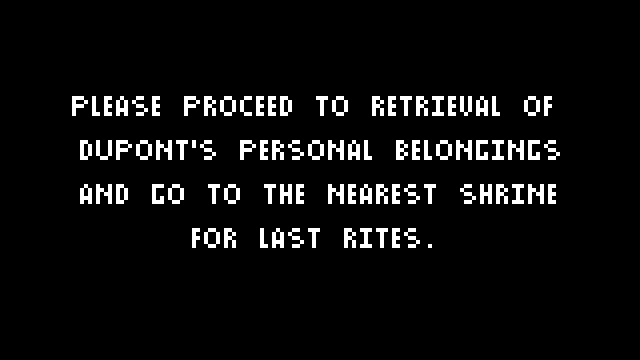 PLEASE PROCEED TO RETRIEVAL OF
DUPONT'S PERSONAL BELONGINGS
AND GO TO THE NEAREST SHRINE
FOR LAST RITES.